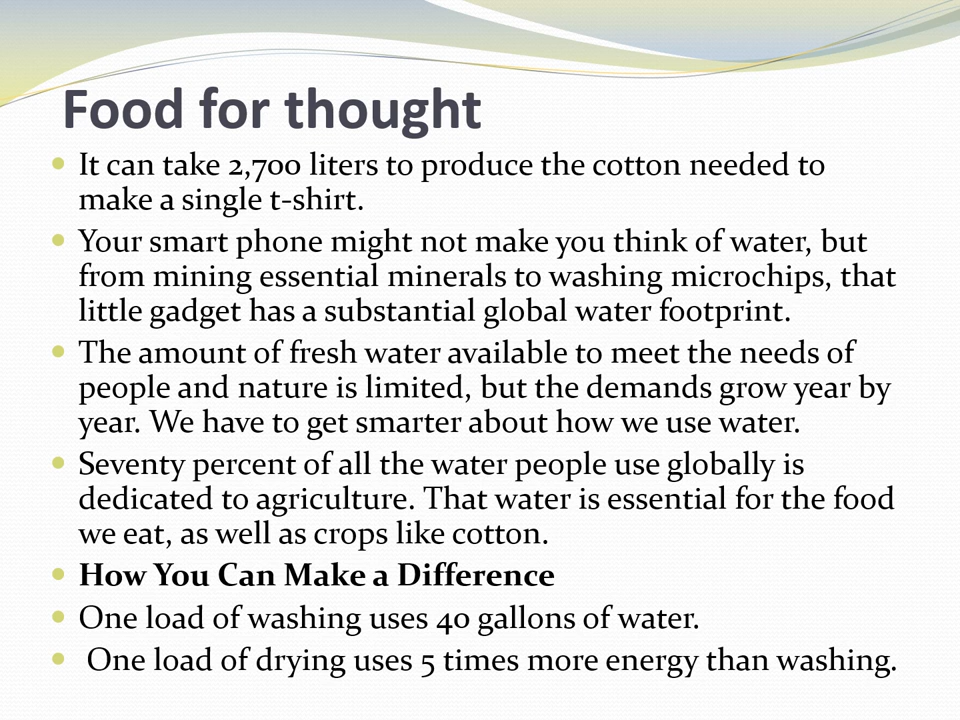 Food for thought
It can take 2,700 liters to produce the cotton needed to
make a single t-shirt.
Your smart phone might not make you think of water, but
from mining essential minerals to washing microchips, that
little gadget has a substantial global water footprint.
The amount of fresh water available to meet the needs of
people and nature is limited, but the demands grow year by
year. We have to get smarter about how we use water.
Seventy percent of all the water people use globally is
dedicated to agriculture. That water is essential for the food
we eat, as well as crops like cotton.
How You Can Make a Difference
One load of washing uses 40 gallons of water.
One load of drying uses 5 times more energy than washing.